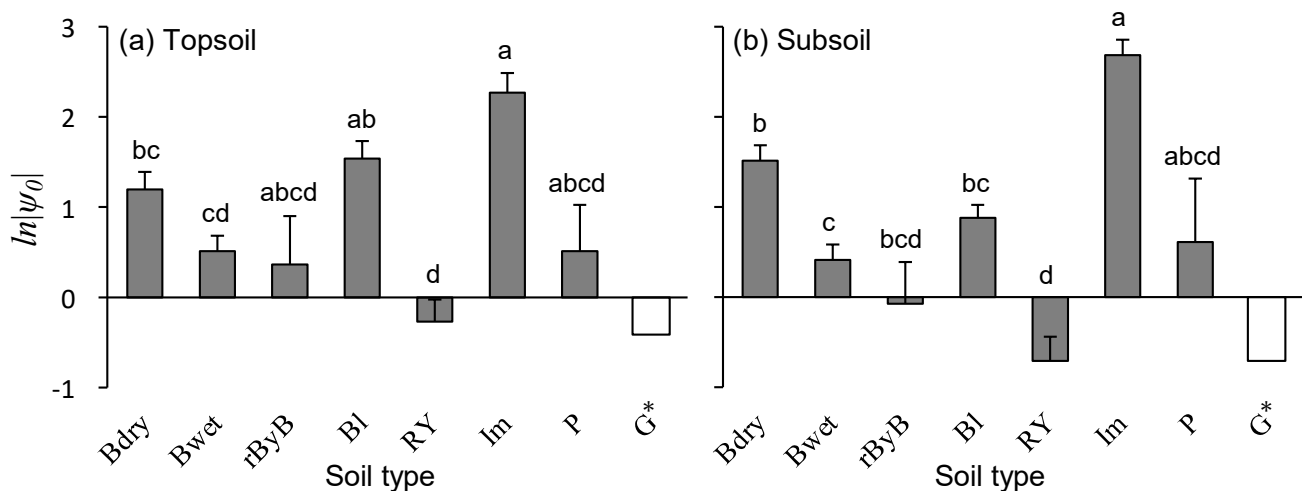 (a) Topsoil
(b) Subsoil
ln|ψ0|
3
2
1
0
-1
bc
cd
abcd
ab
d
a
abcd
b
c
bcd
bc
d
a
abcd
Bdry
Bwet
rByB
Bl
RY
Im
P
G*
Bdry
Bwet
rByB
Bl
RY
Im
P
G*
Soil type
Soil type